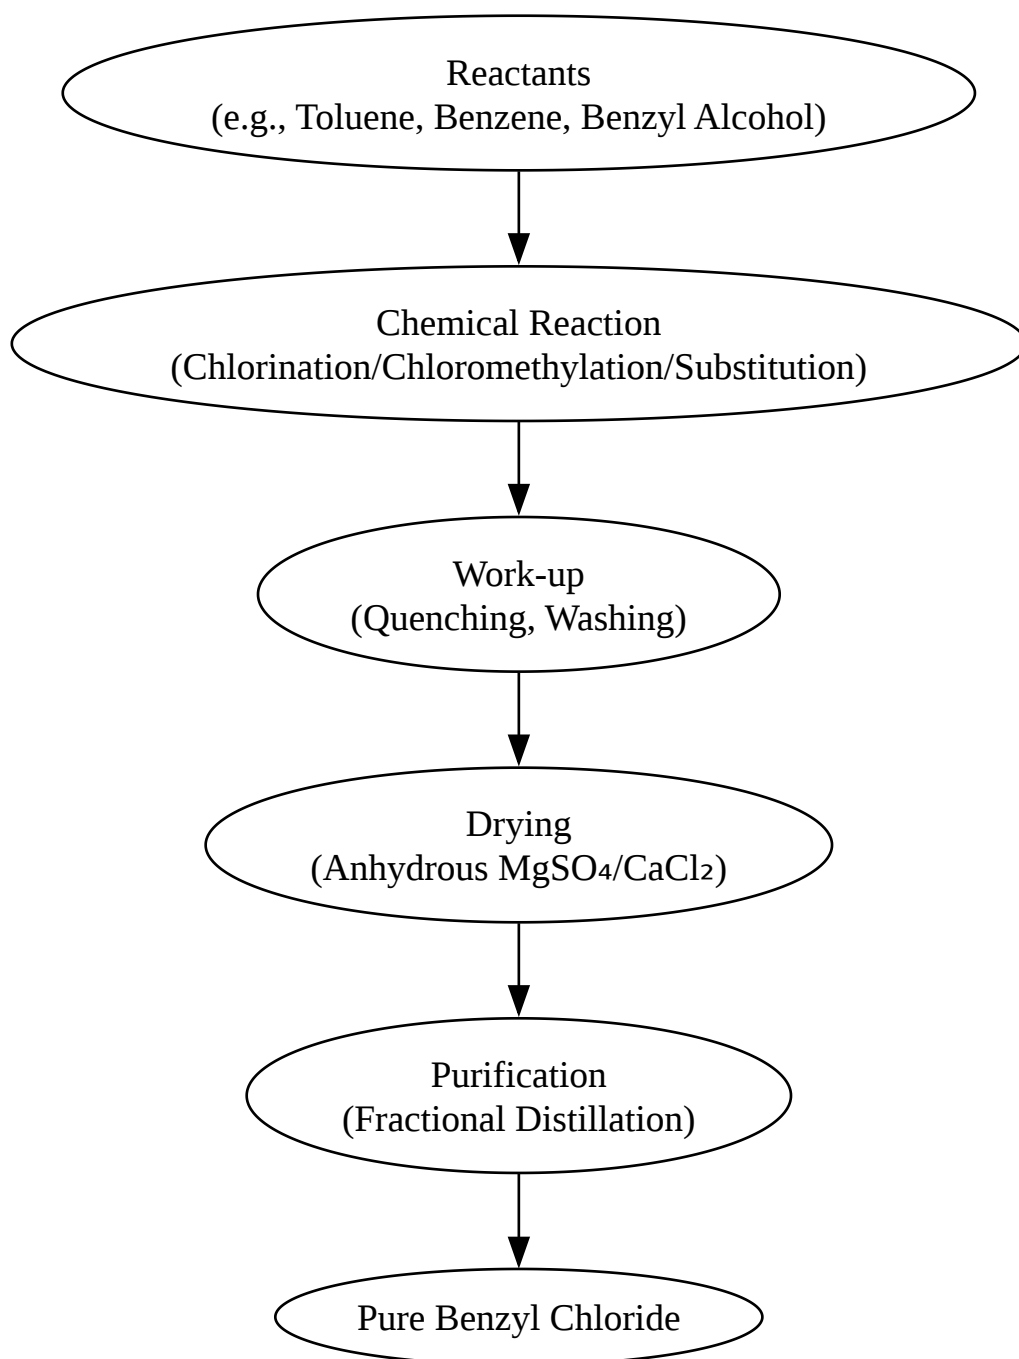 Reactants
(e.g., Toluene, Benzene, Benzyl Alcohol)
Chemical Reaction
(Chlorination/Chloromethylation/Substitution)
Work-up
(Quenching, Washing)
Drying
(Anhydrous MgSO₄/CaCl₂)
Purification
(Fractional Distillation)
Pure Benzyl Chloride